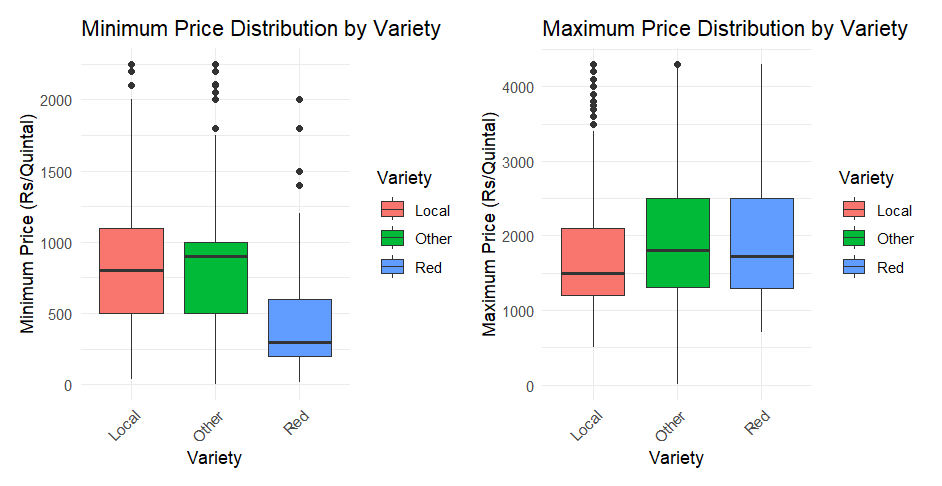 Minimum Price Distribution by Variety
Minimum Price (Rs/Quintal)
2000
1500
1000
500
0
Local
Other
Red
Variety
Variety
Local
Other
Red
Maximum Price Distribution by Variety
Maximum Price (Rs/Quintal)
4000
3000
2000
1000
0
Local
Other
Red
Variety
Variety
Local
Other
Red